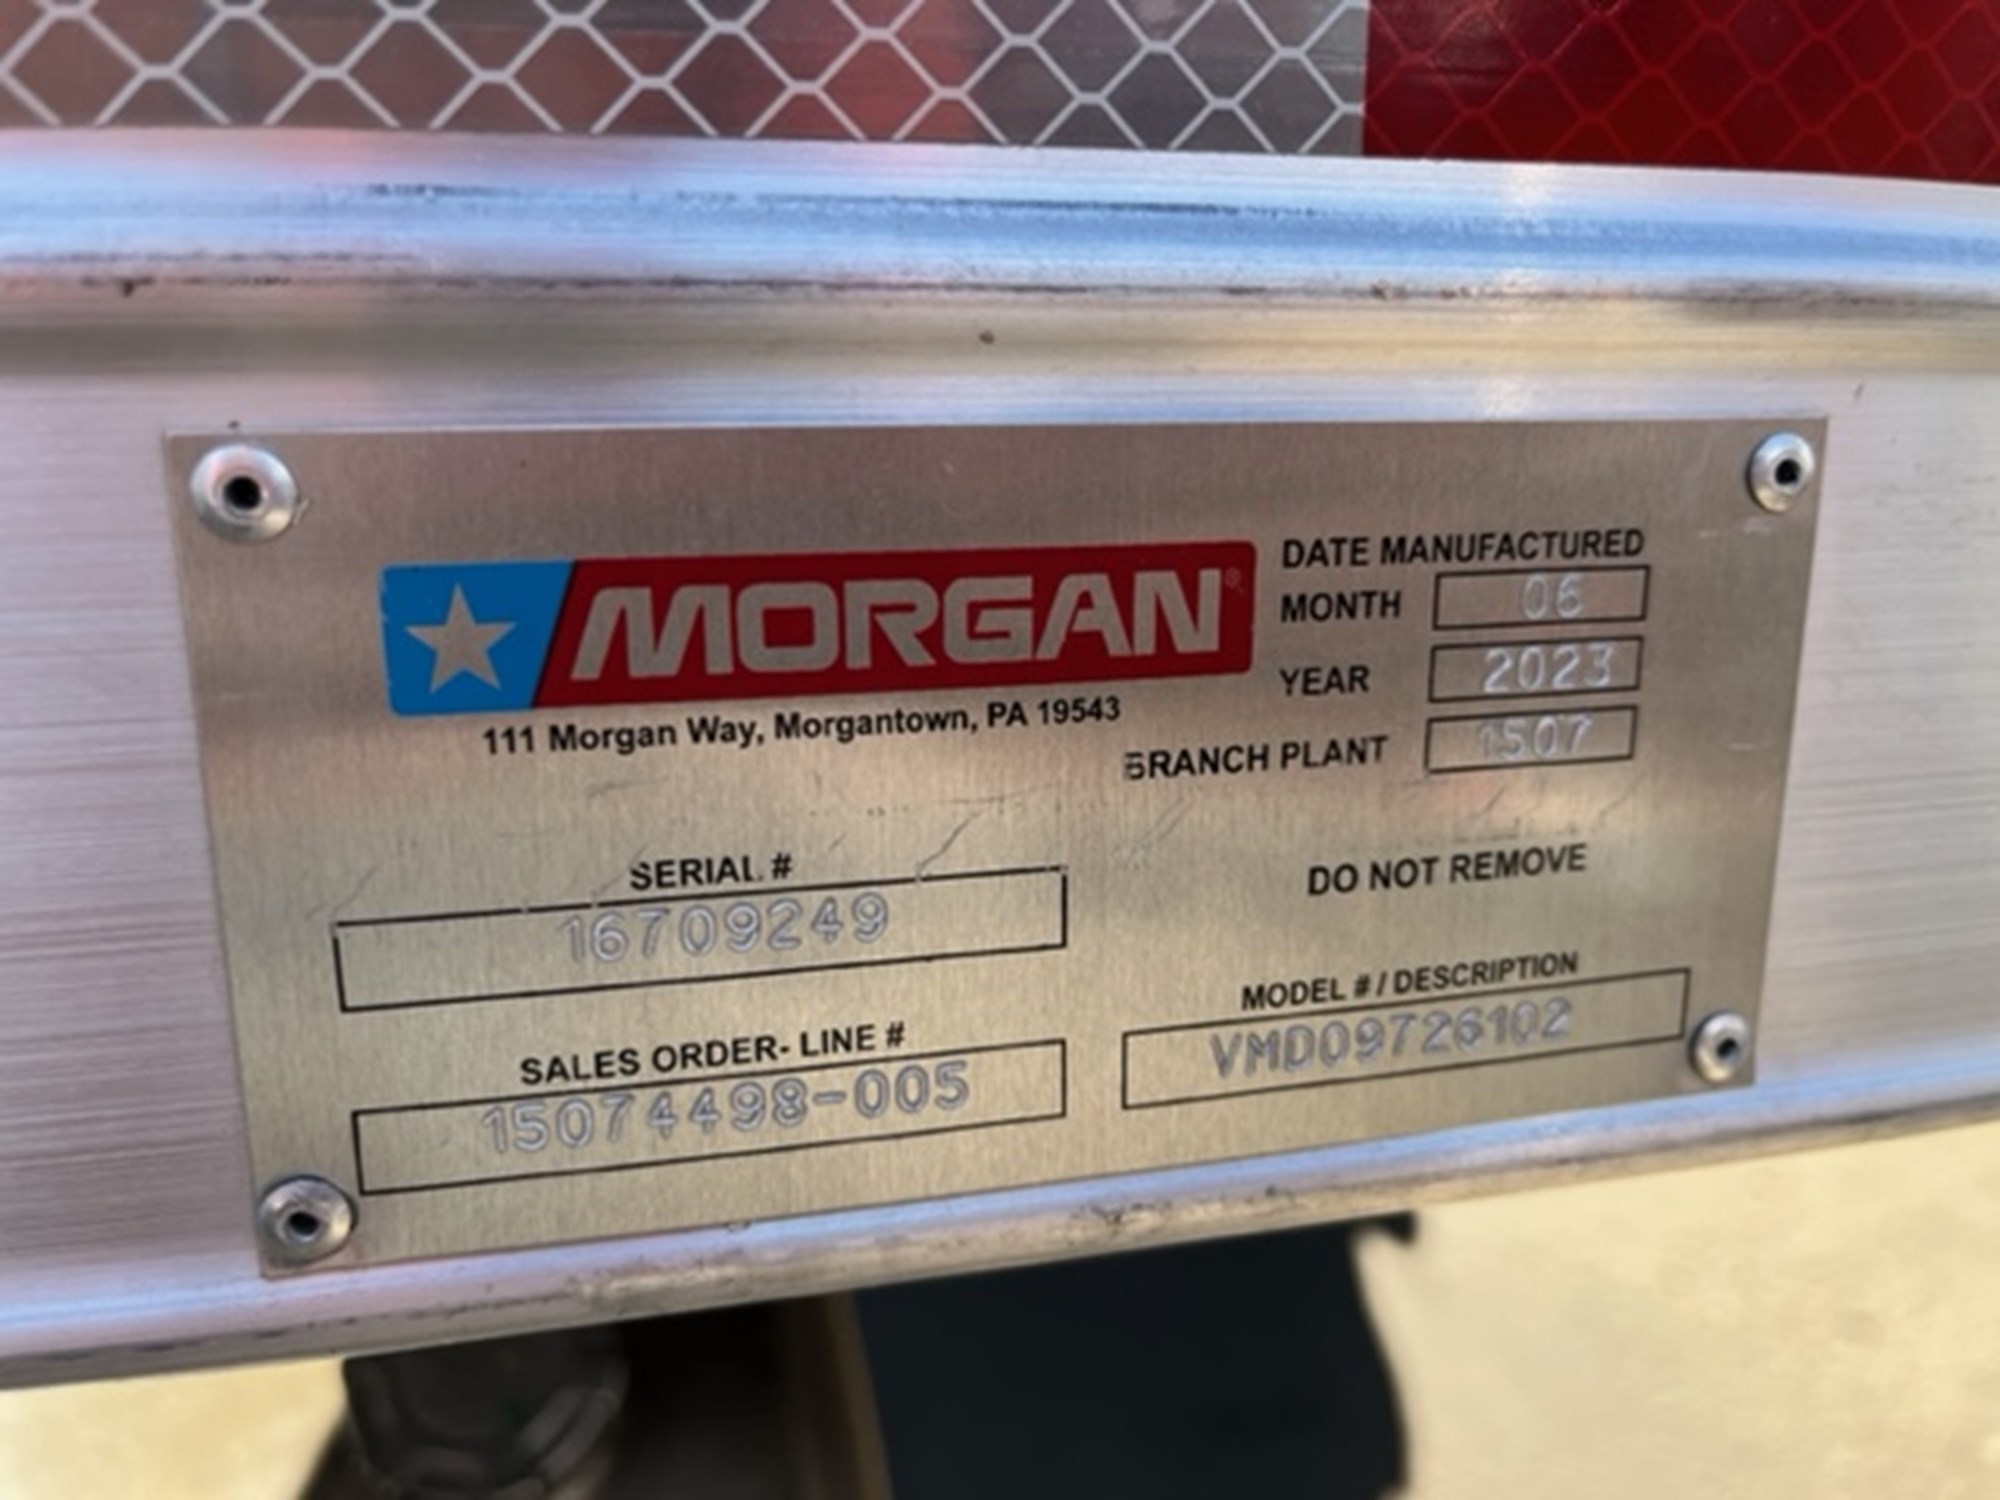 MORGAN®
111 Morgan Way, Morgantown, PA 19543
DATE MANUFACTURED
MONTH 06
YEAR 2023
BRANCH PLANT 1507
SERIAL #
16709249
DO NOT REMOVE
SALES ORDER- LINE #
15074498-005
MODEL # / DESCRIPTION
VMD09726102